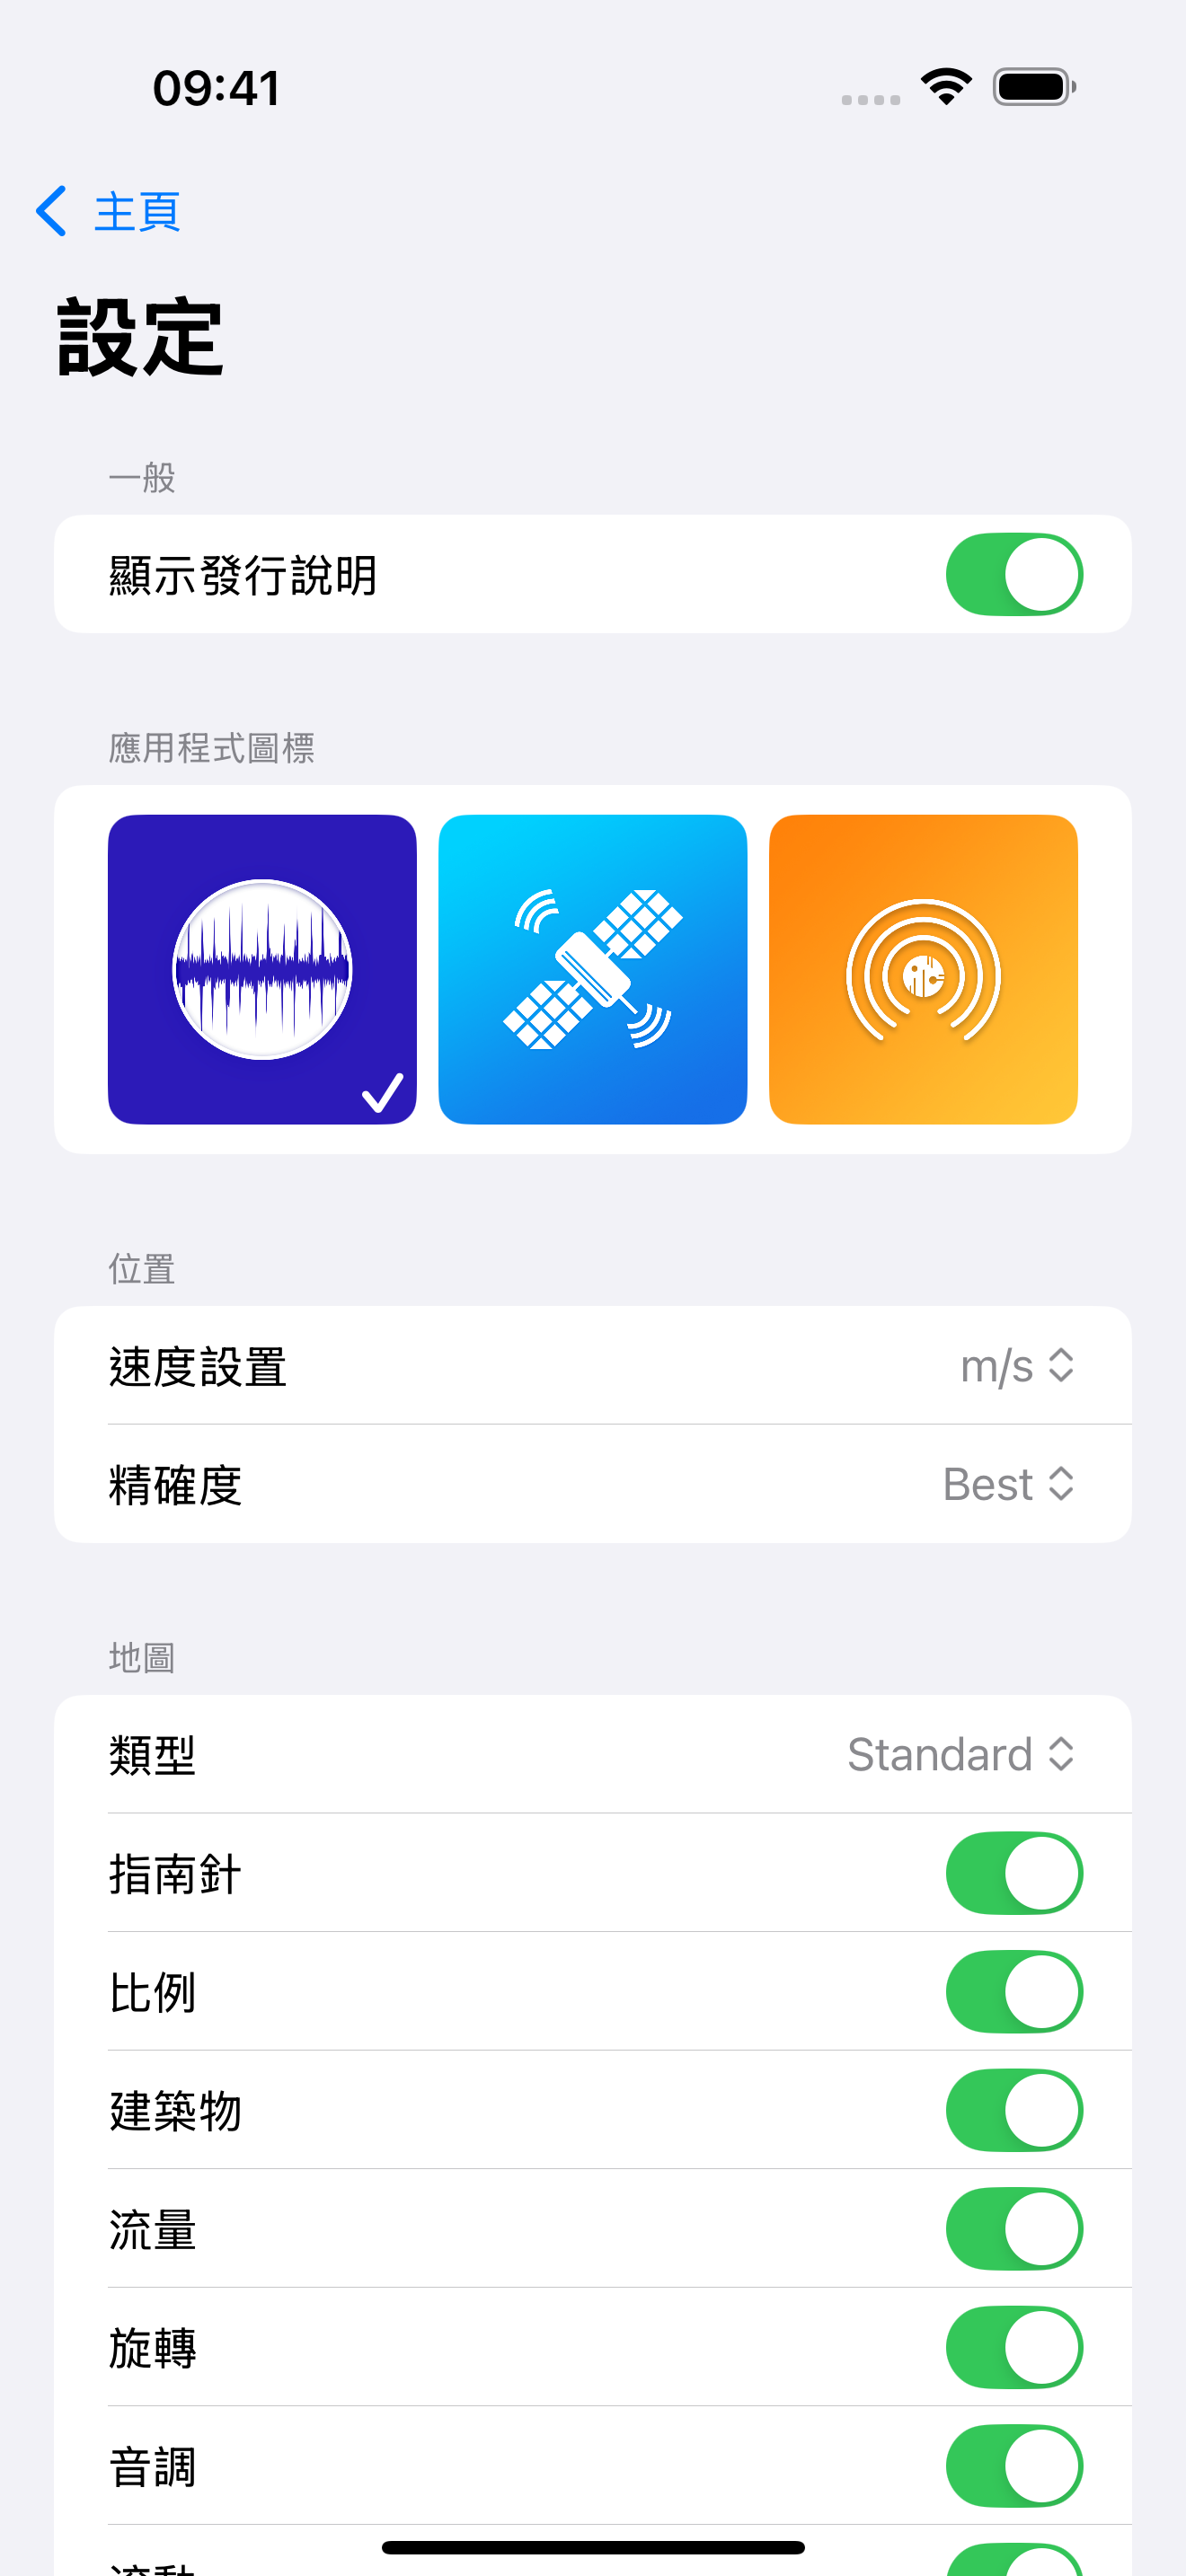 09:41
主頁
設定
一般
顯示發行說明
應用程式圖標
位置
速度設置 m/s
精確度 Best
地圖
類型 Standard
指南針
比例
建築物
流量
旋轉
音調
滾動